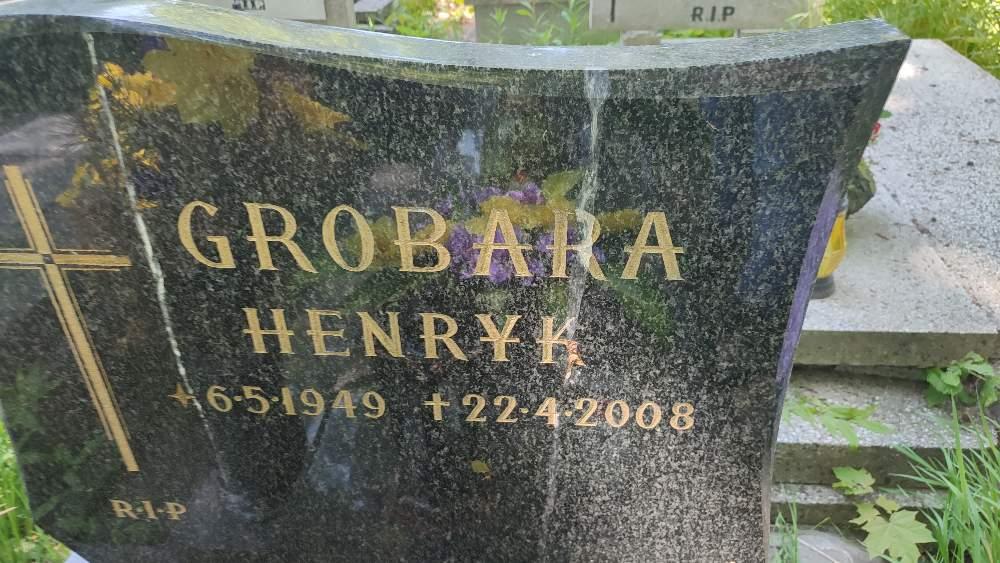 R.I.P
GROBARA
HENRYK
6·5·1949 +22·4·2008
R·I·P